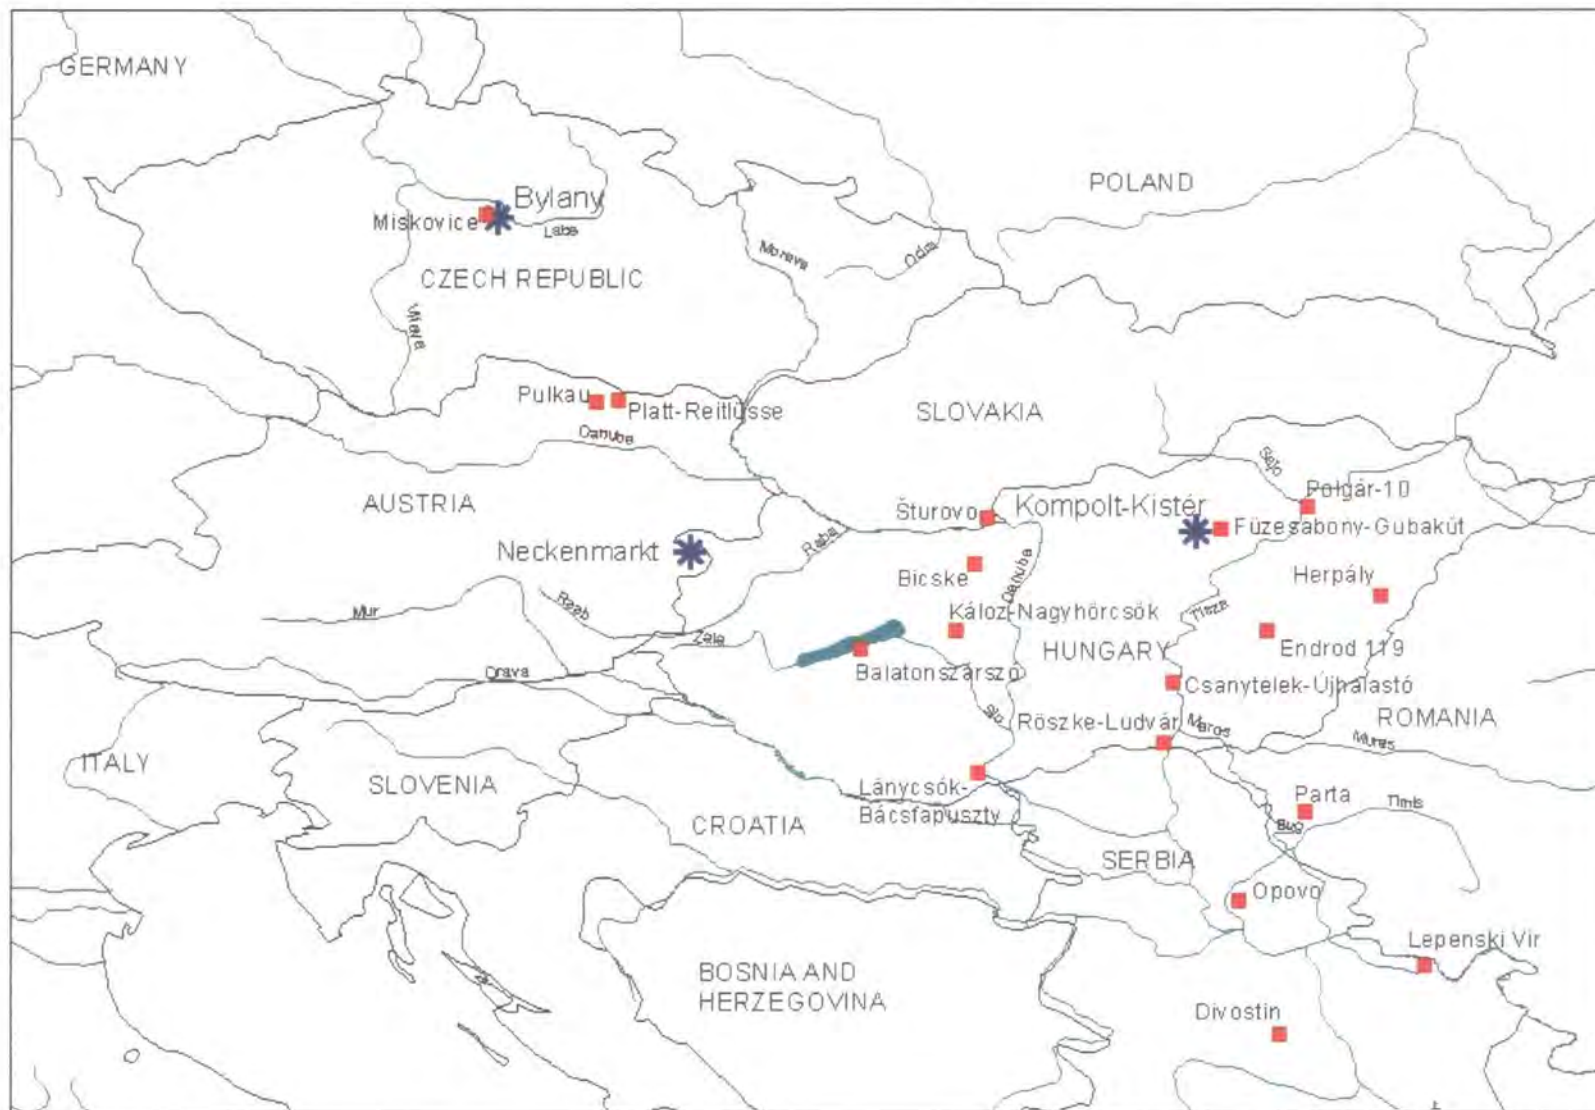 GERMANY
POLAND
Bylany
Miskovice
Labe
CZECH REPUBLIC
Morava
Odra
Vltava
Pulkau
Platt-Reitlüsse
Danube
SLOVAKIA
AUSTRIA
Sajo
Polgár-10
Šturovo
Kompolt-Kistér
Füzesabony-Gubakút
Neckenmarkt
Raba
Bicske
Danube
Herpály
Mur
Raab
Tisza
Káloz-Nagyhörcsök
Zala
HUNGARY
Endrod 119
Drava
Balatonszárszó
Csanytelek-Újhalastó
Sio
Röszke-Ludvár
Maros
ROMANIA
Mures
ITALY
SLOVENIA
Lánycsók-
Bácsfapuszty
Parta
Timis
CROATIA
SERBIA
Opovo
Lepenski Vir
BOSNIA AND
HERZEGOVINA
Divostin